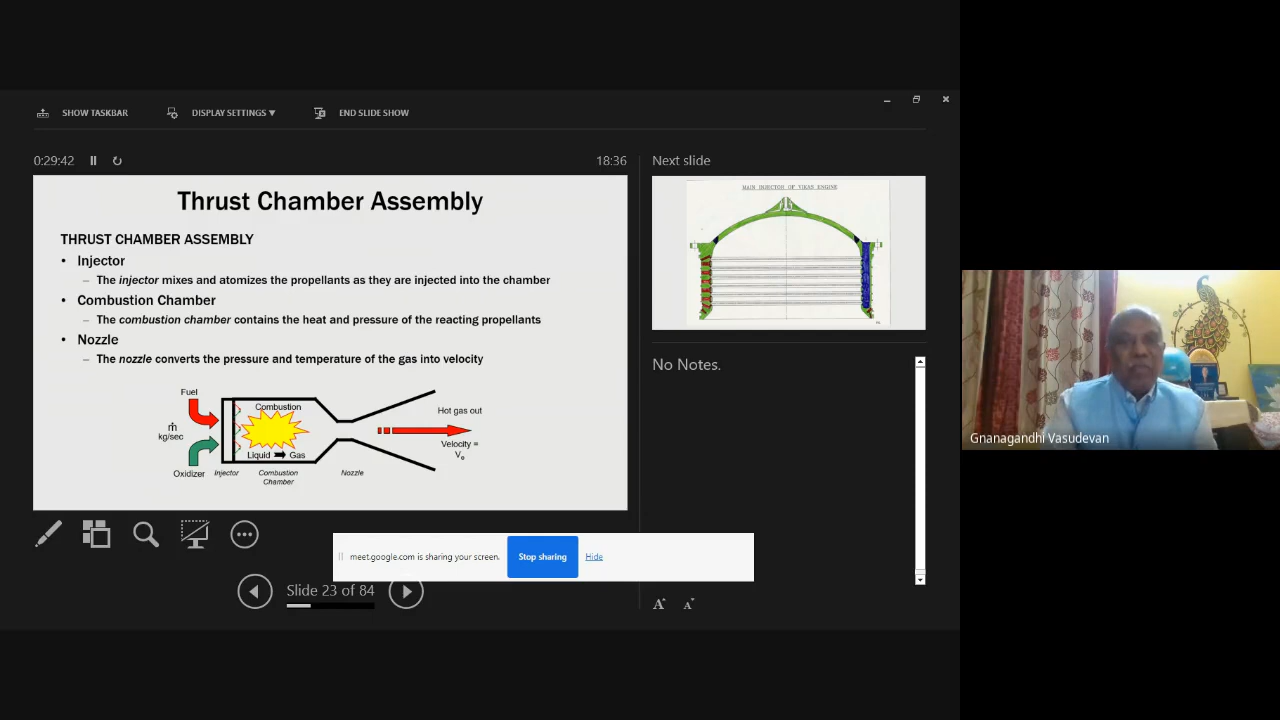 SHOW TASKBAR
DISPLAY SETTINGS ▾
END SLIDE SHOW
0:29:42
18:36
Next slide
Thrust Chamber Assembly
THRUST CHAMBER ASSEMBLY
• Injector
– The injector mixes and atomizes the propellants as they are injected into the chamber
• Combustion Chamber
– The combustion chamber contains the heat and pressure of the reacting propellants
• Nozzle
– The nozzle converts the pressure and temperature of the gas into velocity
Fuel
ṁ
kg/sec
Oxidizer
Injector
Combustion
Liquid
Gas
Combustion
Chamber
Nozzle
Hot gas out
Velocity =
Vₑ
MAIN INJECTOR OF VIKAS ENGINE
No Notes.
Gnanagandhi Vasudevan
meet.google.com is sharing your screen.
Stop sharing
Hide
Slide 23 of 84
A
A